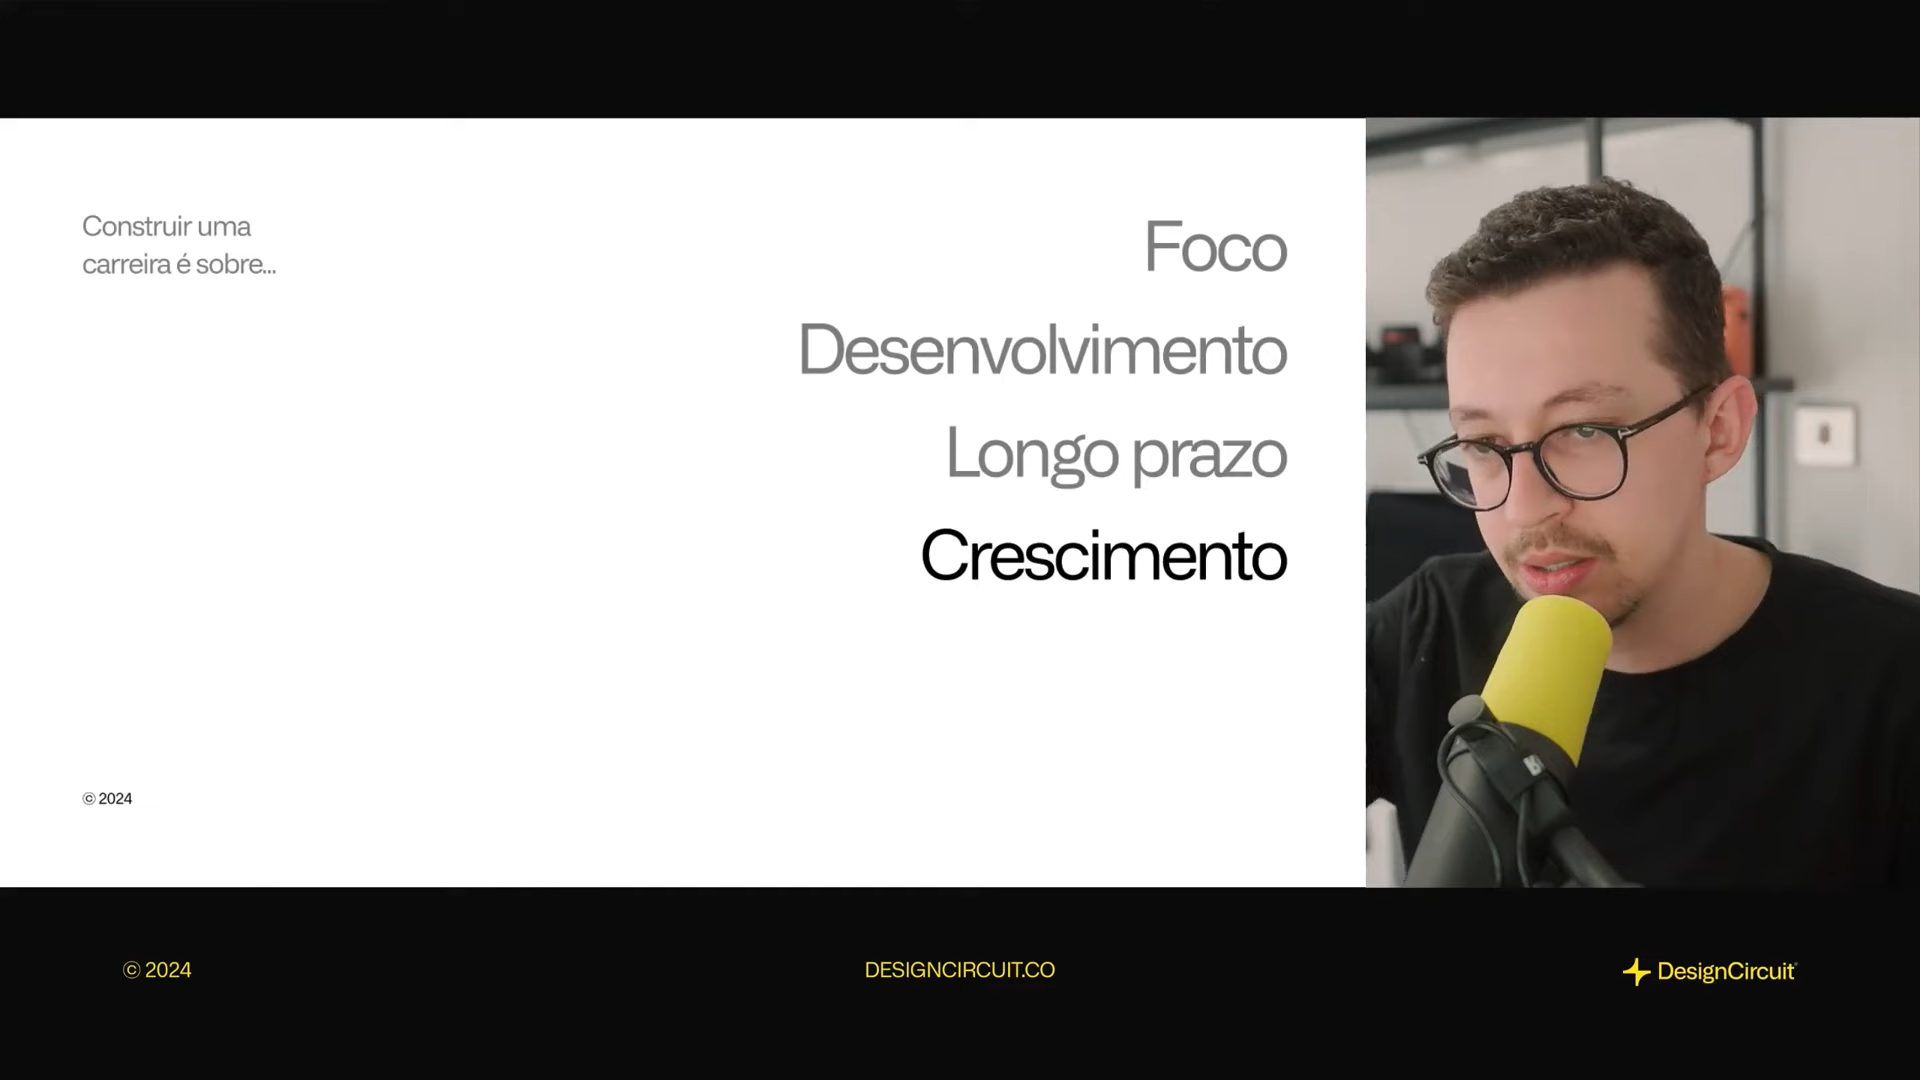 Construir uma
carreira é sobre...
Foco
Desenvolvimento
Longo prazo
Crescimento
© 2024
© 2024
DESIGNCIRCUIT.CO
DesignCircuit